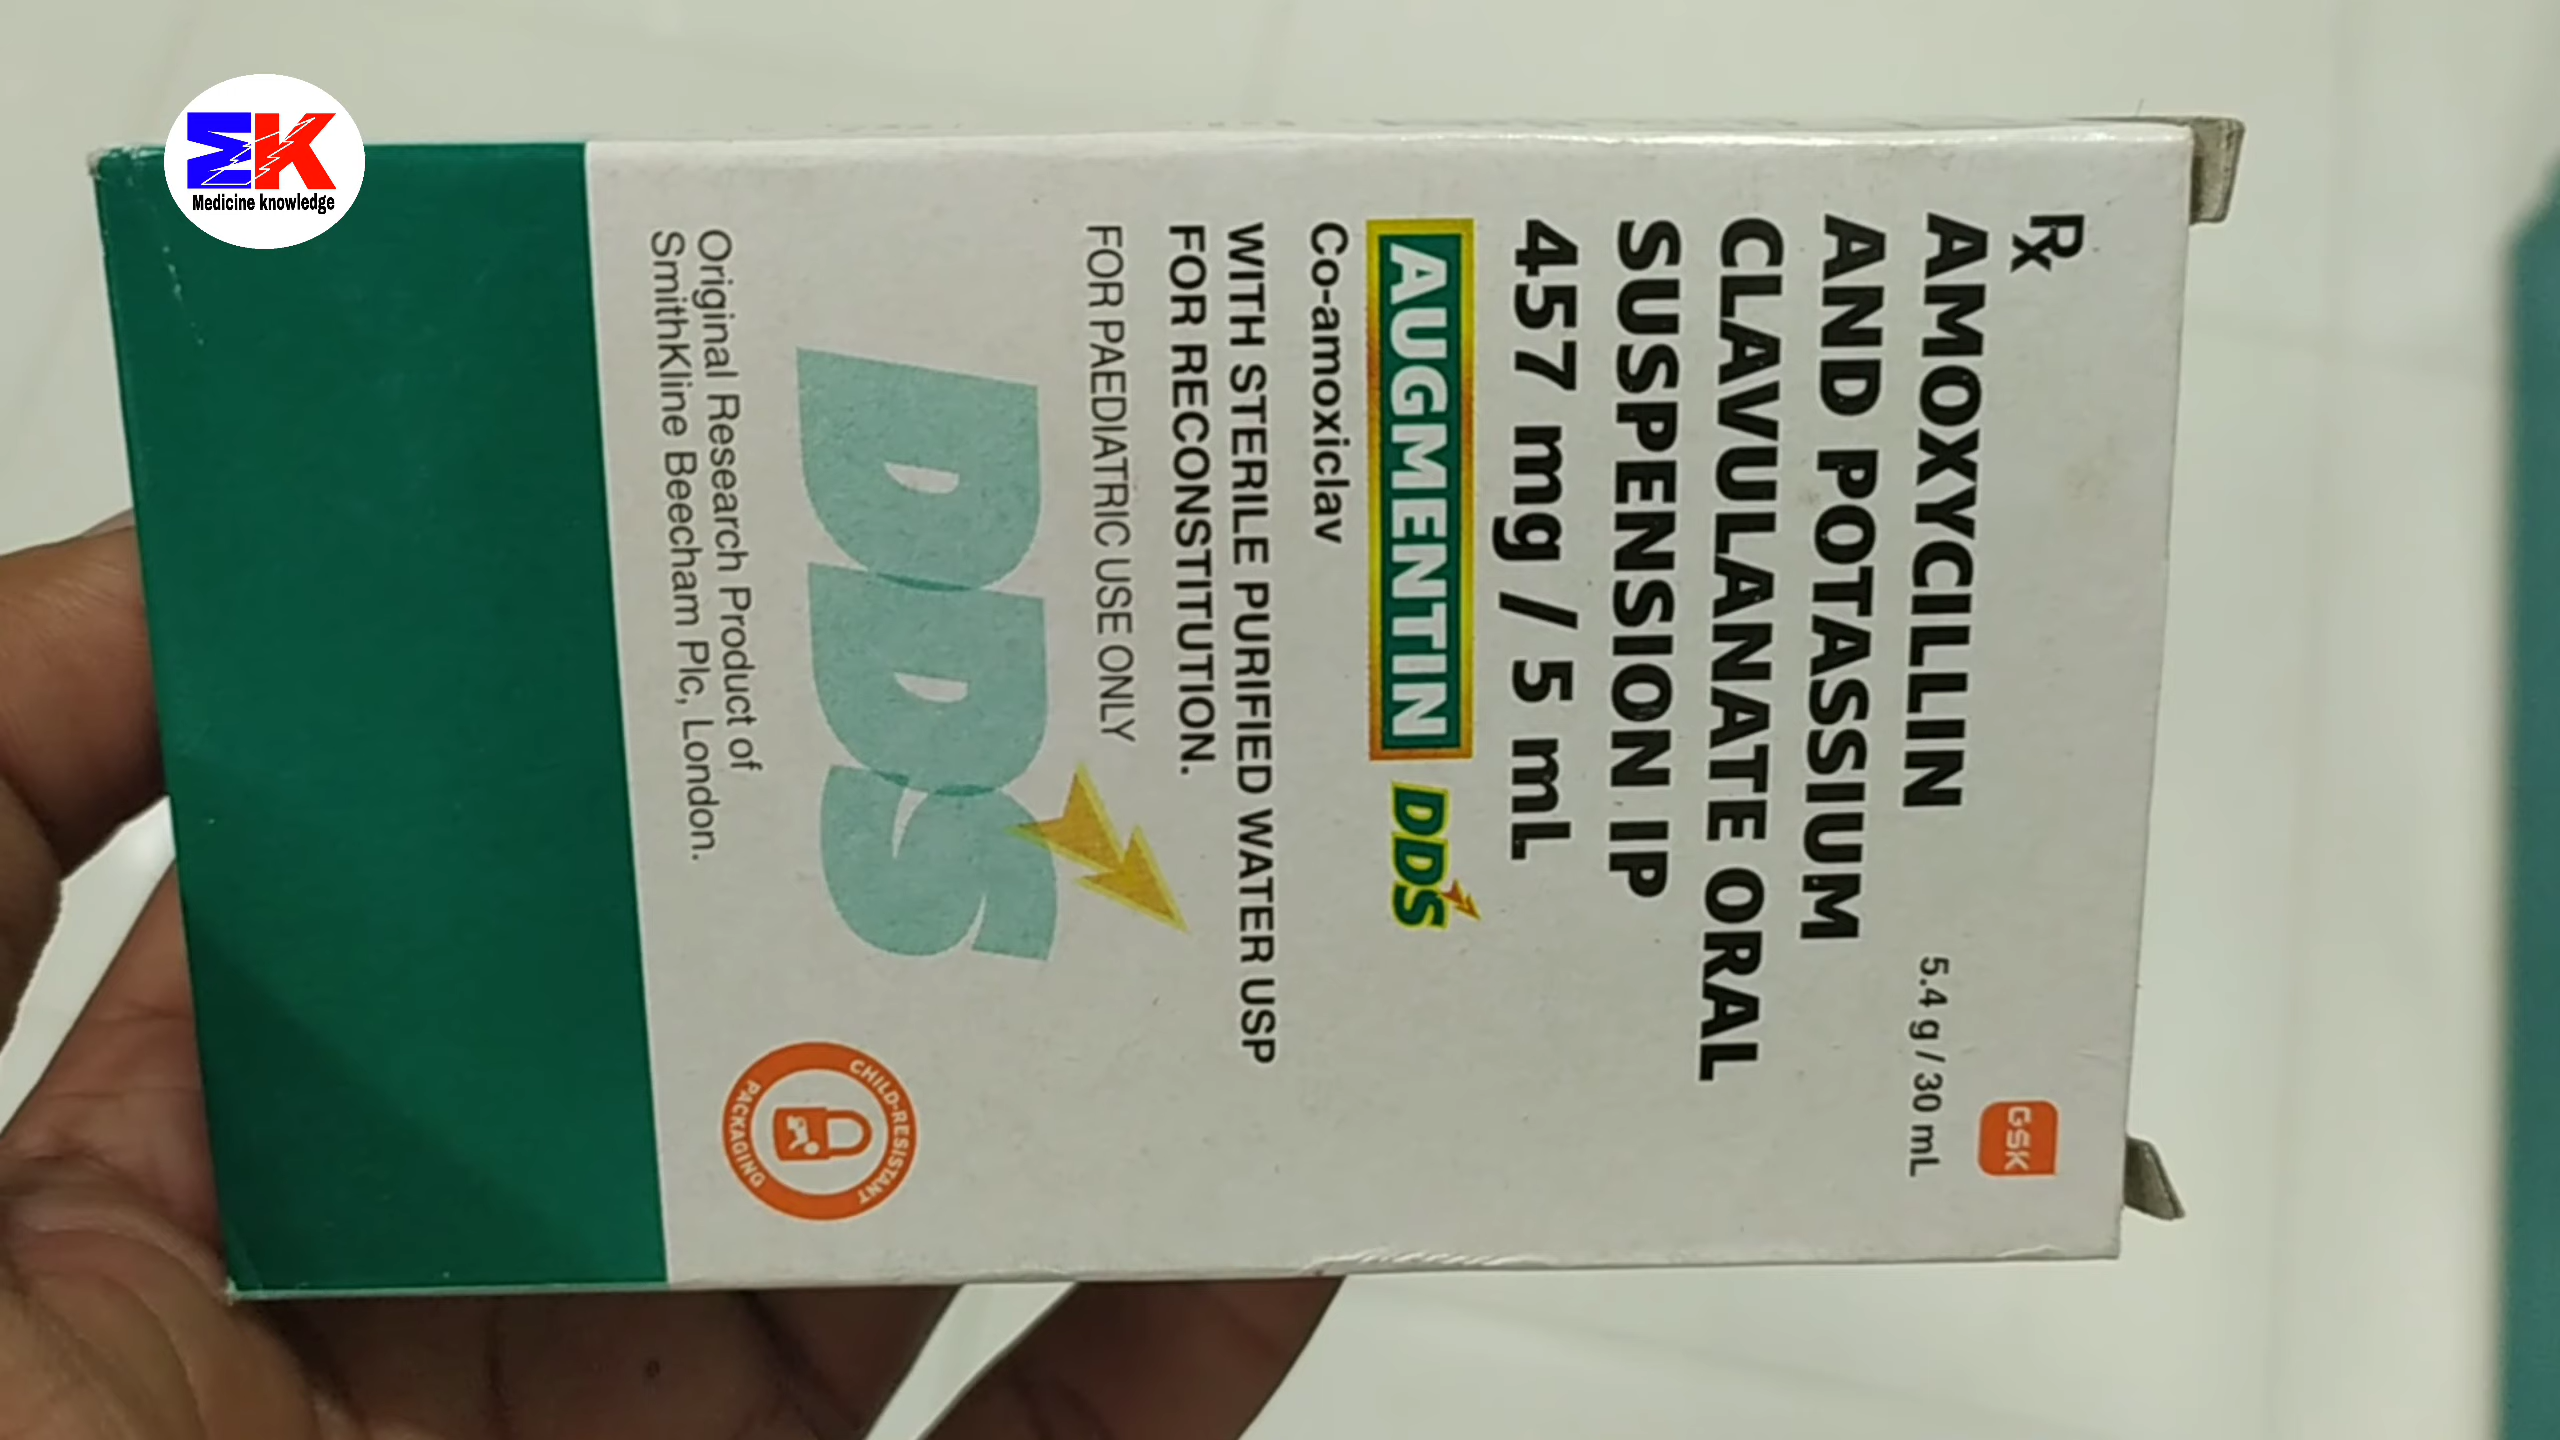 MK
Medicine knowledge
Rx
GSK
AMOXYCILLIN
5.4 g / 30 mL
AND POTASSIUM
CLAVULANATE ORAL
SUSPENSION IP
457 mg / 5 mL
AUGMENTIN DDS
Co-amoxiclav
WITH STERILE PURIFIED WATER USP
FOR RECONSTITUTION.
FOR PAEDIATRIC USE ONLY
DDS
Original Research Product of
SmithKline Beecham Plc, London.
CHILD-RESISTANT
PACKAGING